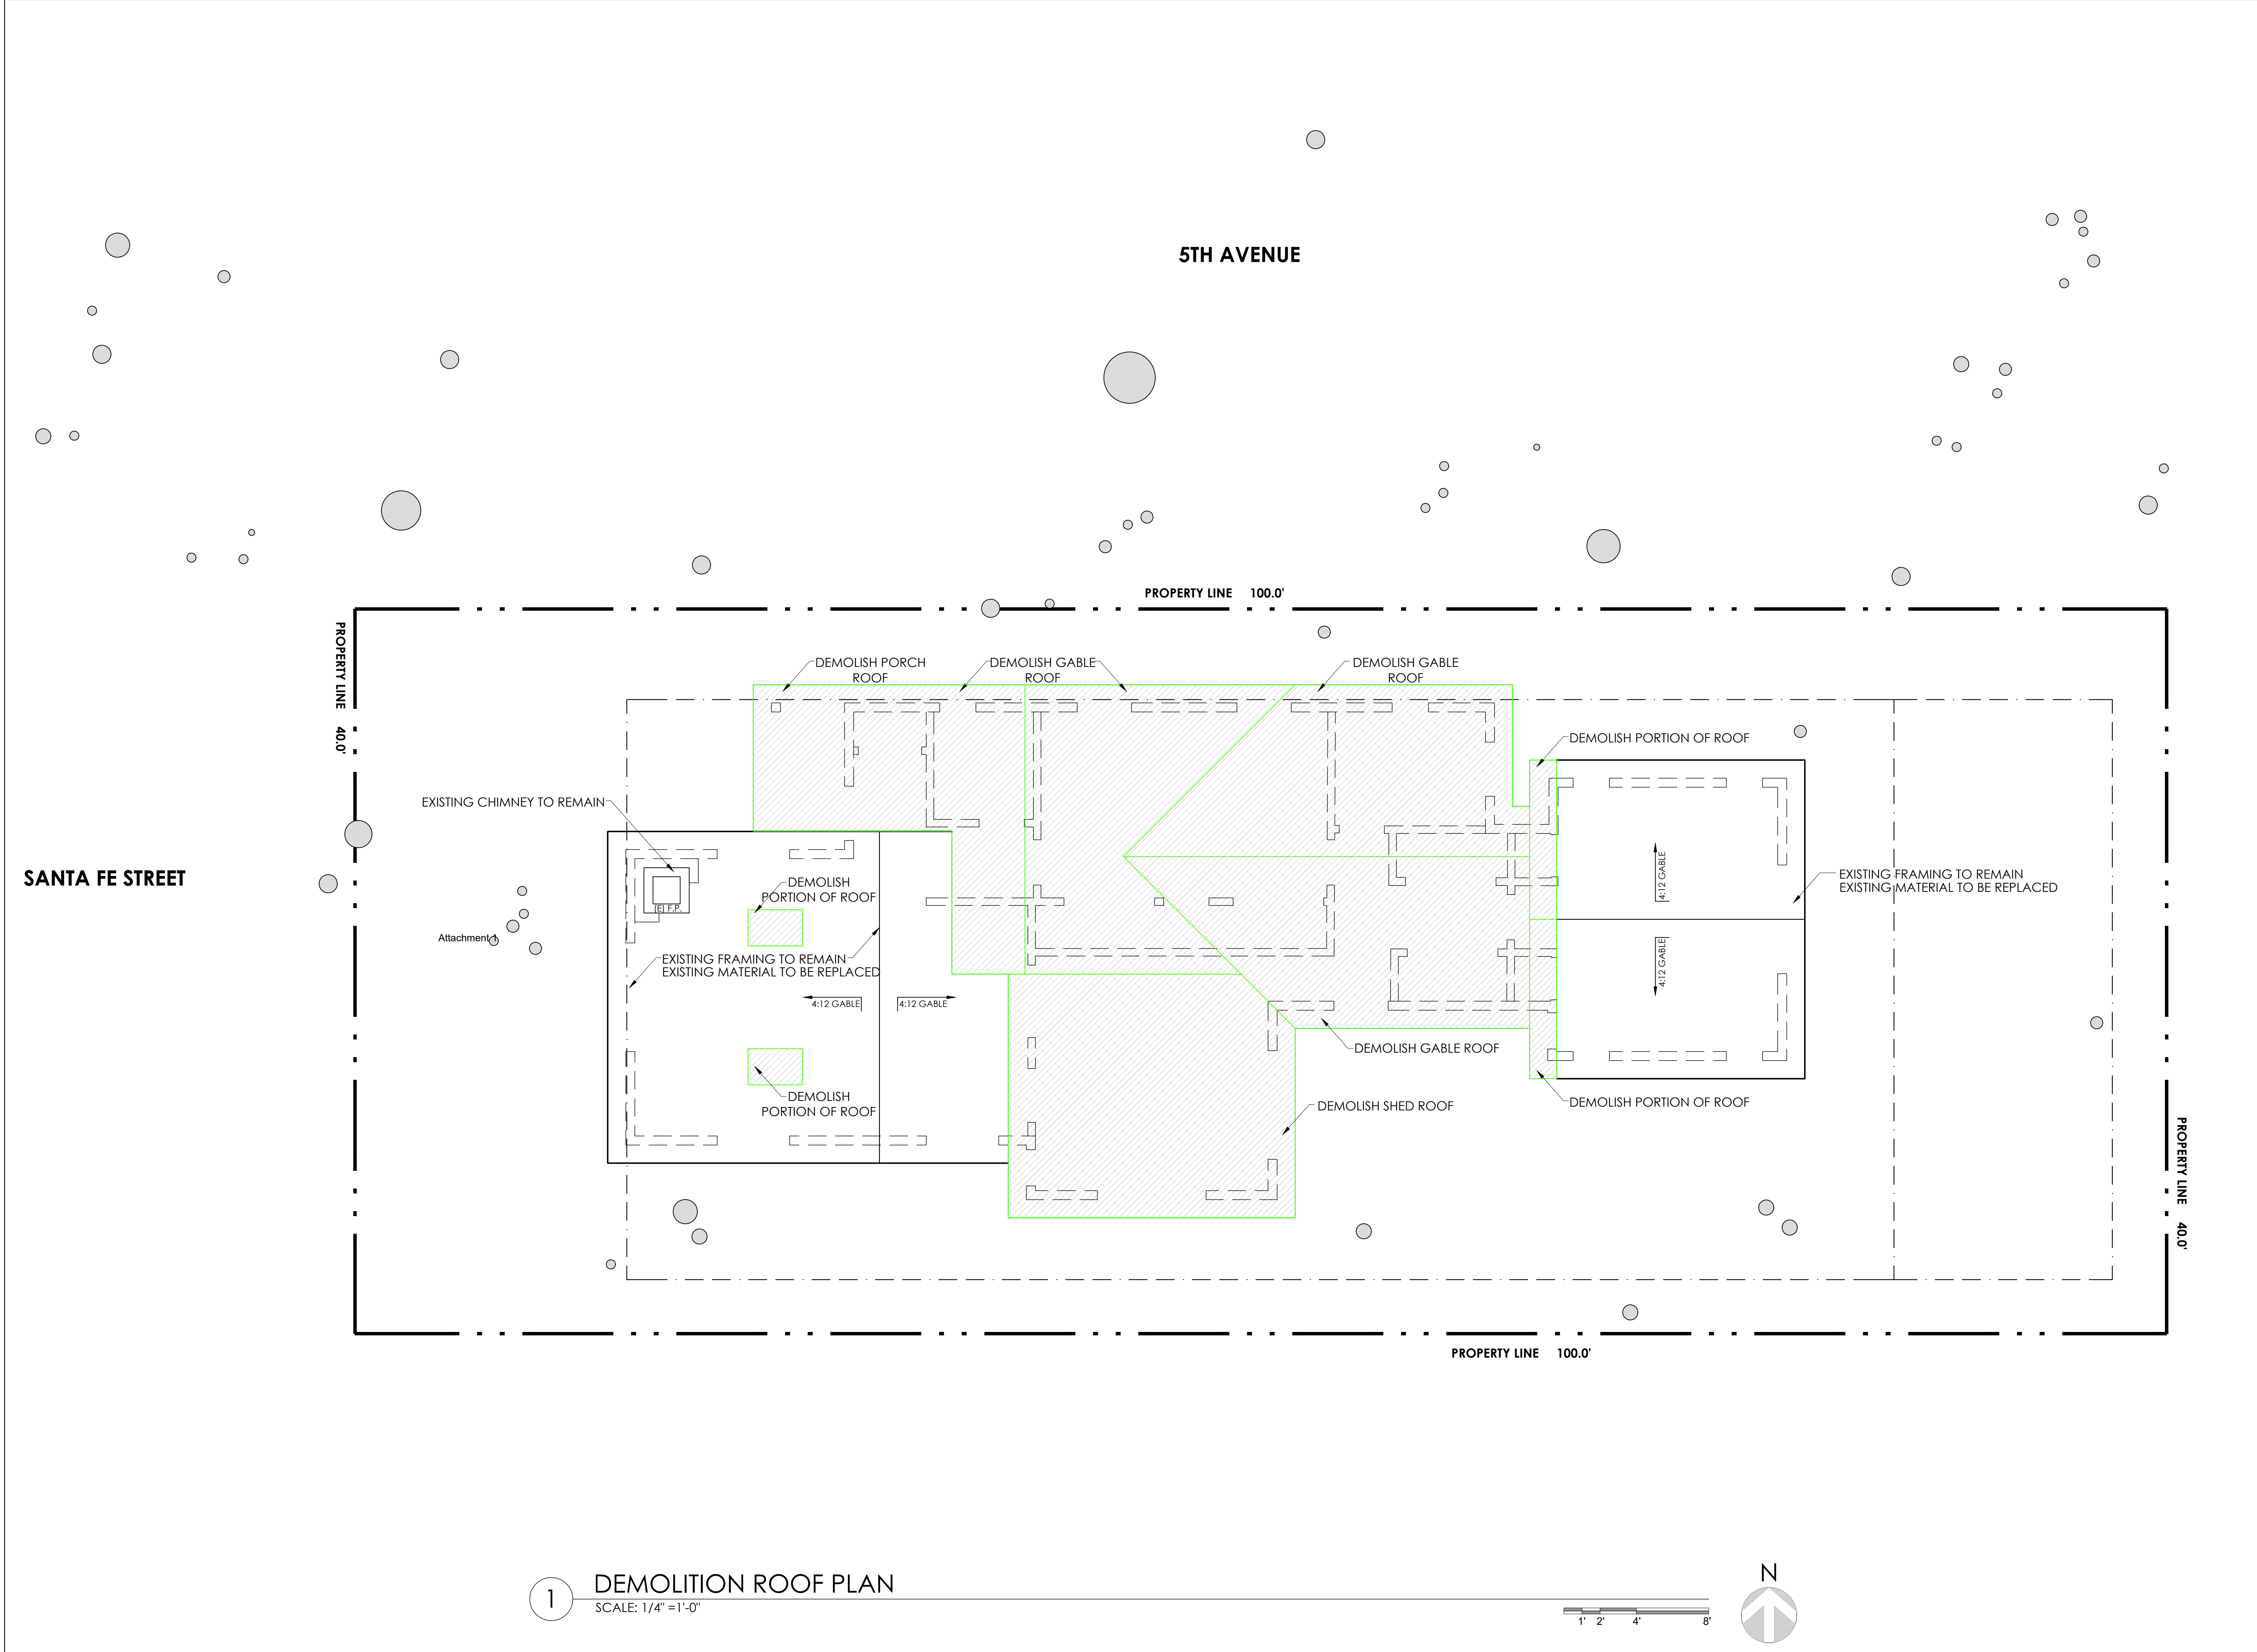 5TH AVENUE
PROPERTY LINE 100.0'
PROPERTY LINE 40.0'
DEMOLISH PORCH
ROOF
DEMOLISH GABLE
ROOF
DEMOLISH GABLE
ROOF
DEMOLISH PORTION OF ROOF
EXISTING CHIMNEY TO REMAIN
SANTA FE STREET
(E) F.P.
DEMOLISH
PORTION OF ROOF
4:12 GABLE
EXISTING FRAMING TO REMAIN
EXISTING MATERIAL TO BE REPLACED
Attachment 1
EXISTING FRAMING TO REMAIN
EXISTING MATERIAL TO BE REPLACED
4:12 GABLE
4:12 GABLE
4:12 GABLE
DEMOLISH GABLE ROOF
DEMOLISH
PORTION OF ROOF
DEMOLISH SHED ROOF
DEMOLISH PORTION OF ROOF
PROPERTY LINE 40.0'
PROPERTY LINE 100.0'
1
DEMOLITION ROOF PLAN
SCALE: 1/4" =1'-0"
1' 2' 4' 8'
N